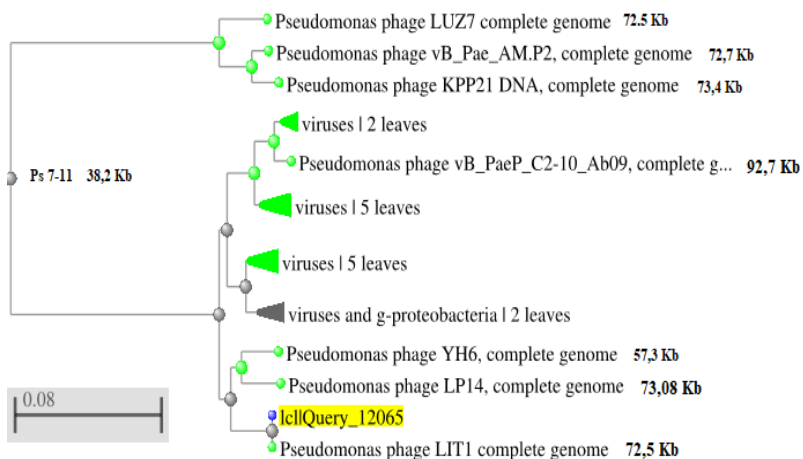 Pseudomonas phage LUZ7 complete genome 72.5 Kb
Pseudomonas phage vB_Pae_AM.P2, complete genome 72,7 Kb
Pseudomonas phage KPP21 DNA, complete genome 73,4 Kb
viruses | 2 leaves
Pseudomonas phage vB_PaeP_C2-10_Ab09, complete g... 92,7 Kb
Ps 7-11 38,2 Kb
viruses | 5 leaves
viruses | 5 leaves
viruses and g-proteobacteria | 2 leaves
Pseudomonas phage YH6, complete genome 57,3 Kb
Pseudomonas phage LP14, complete genome 73,08 Kb
0.08
lcl|Query_12065
Pseudomonas phage LIT1 complete genome 72,5 Kb